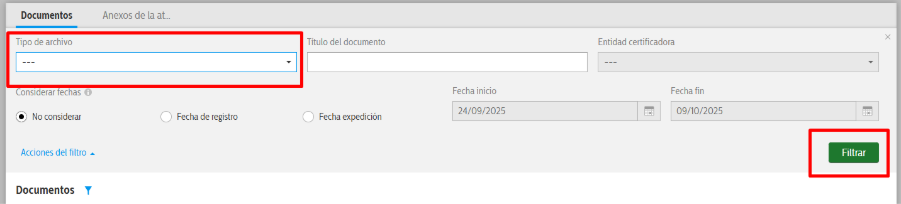 Documentos Anexos de la at...
Tipo de archivo Título del documento Entidad certificadora
--- ---
Considerar fechas Fecha inicio Fecha fin
No considerar Fecha de registro Fecha expedición 24/09/2025 09/10/2025
Acciones del filtro Filtrar
Documentos